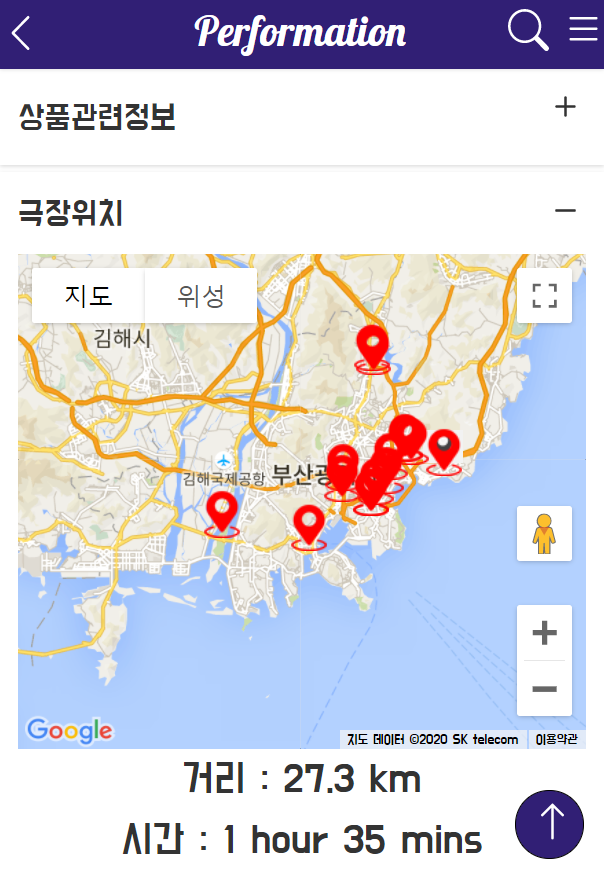 Performation
상품관련정보
극장위치
지도 위성
김해시
김해국제공항 부산광
Google
지도 데이터 ©2020 SK telecom 이용약관
거리 : 27.3 km
시간 : 1 hour 35 mins